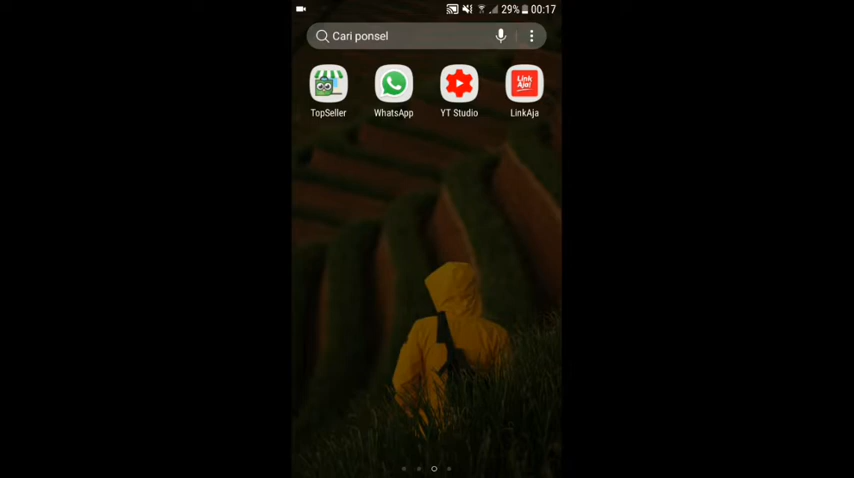 29% 00:17
Cari ponsel
Link
Aja!
TopSeller WhatsApp YT Studio LinkAja